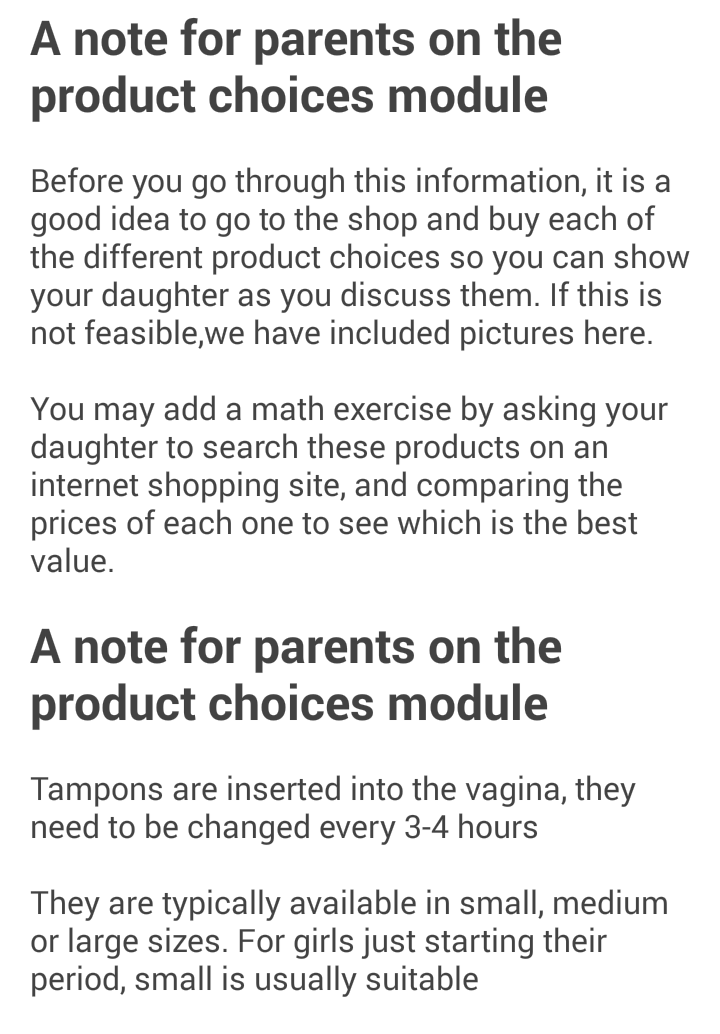 A note for parents on the
product choices module
Before you go through this information, it is a
good idea to go to the shop and buy each of
the different product choices so you can show
your daughter as you discuss them. If this is
not feasible,we have included pictures here.
You may add a math exercise by asking your
daughter to search these products on an
internet shopping site, and comparing the
prices of each one to see which is the best
value.
A note for parents on the
product choices module
Tampons are inserted into the vagina, they
need to be changed every 3-4 hours
They are typically available in small, medium
or large sizes. For girls just starting their
period, small is usually suitable